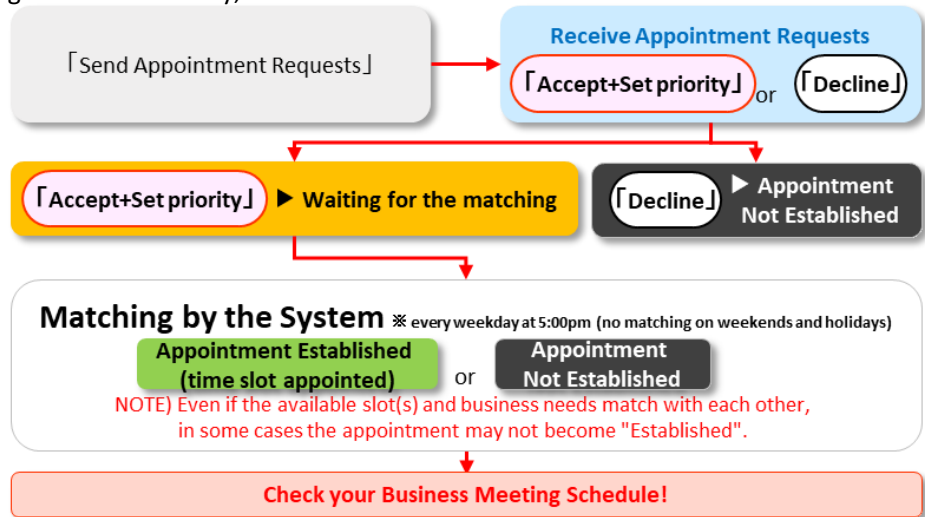 「Send Appointment Requests」
Receive Appointment Requests
「Accept+Set priority」 or 「Decline」
「Accept+Set priority」 ▶ Waiting for the matching
「Decline」 ▶ Appointment
Not Established
Matching by the System ※ every weekday at 5:00pm (no matching on weekends and holidays)
Appointment Established
(time slot appointed)
or
Appointment
Not Established
NOTE) Even if the available slot(s) and business needs match with each other,
in some cases the appointment may not become "Established".
Check your Business Meeting Schedule!